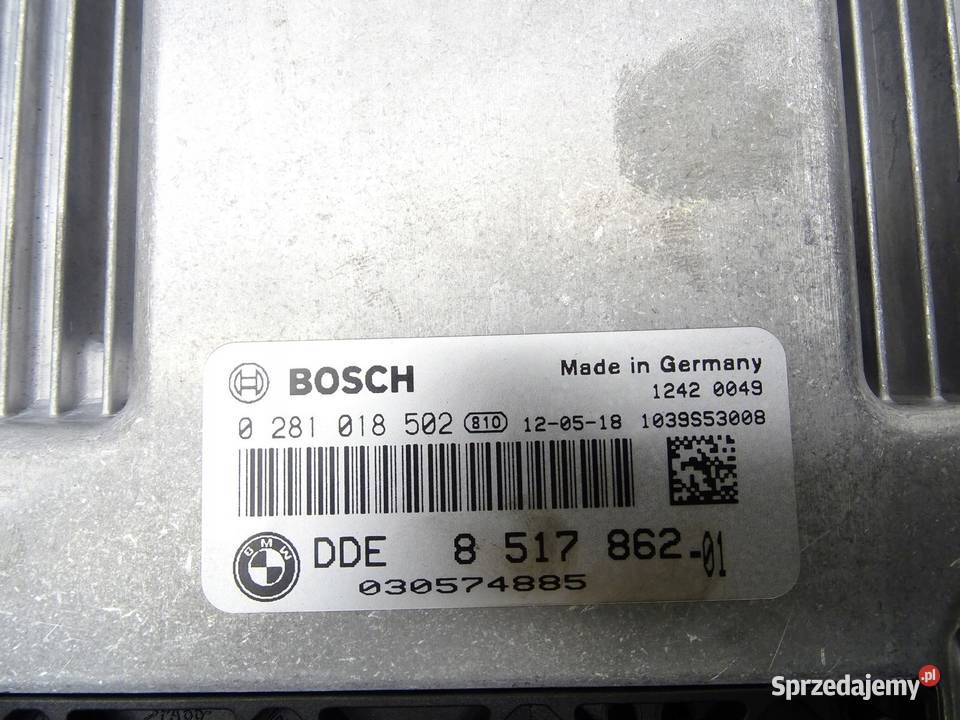 BOSCH
Made in Germany
1242 0049
0 281 018 502 810 12-05-18 1039S53008
BMW
DDE 8 517 862-01
030574885
Sprzedajemy.pl